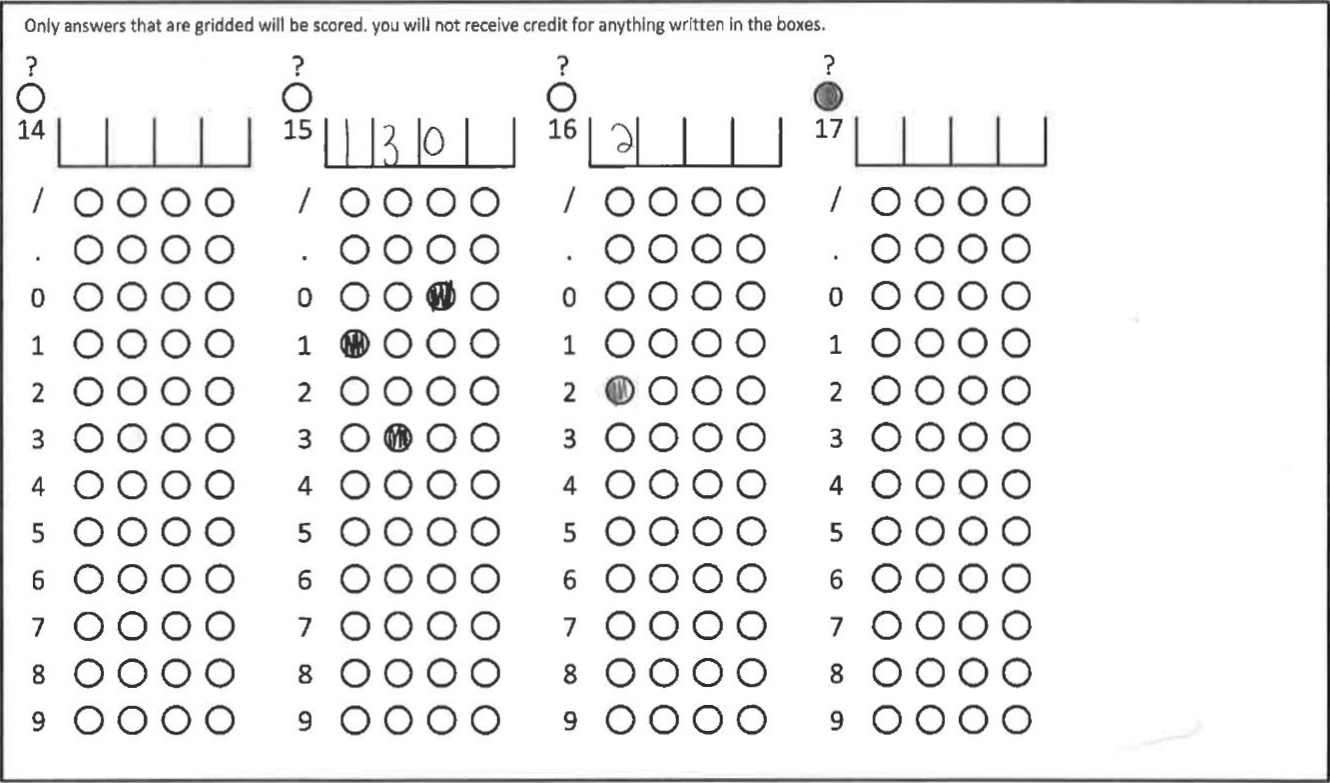 Only answers that are gridded will be scored. you will not receive credit for anything written in the boxes.
? ? ? ?
14 15 1 3 0 16 2 17
/ / / /
. . . .
0 0 0 0
1 1 1 1
2 2 2 2
3 3 3 3
4 4 4 4
5 5 5 5
6 6 6 6
7 7 7 7
8 8 8 8
9 9 9 9